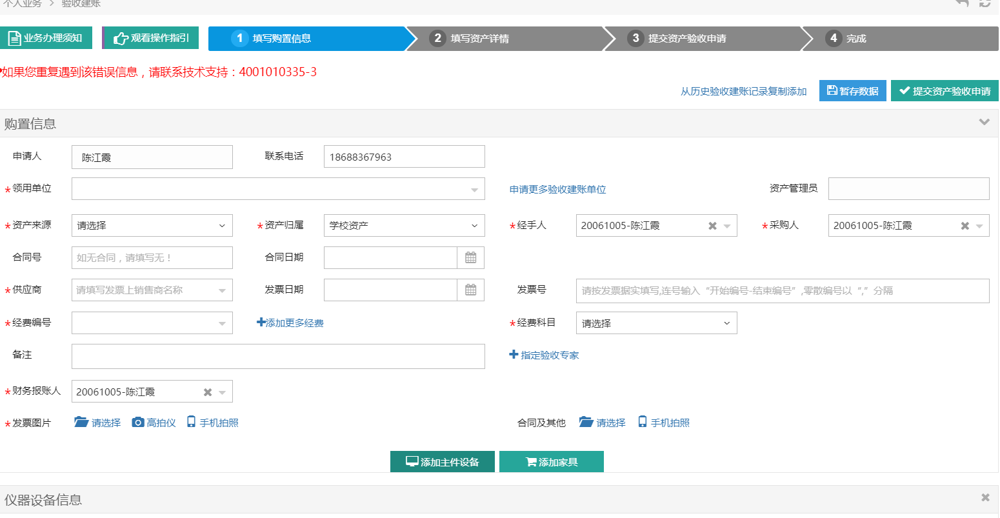 个人业务 > 验收建账
业务办理须知 观看操作指引 1 填写购置信息 2 填写资产详情 3 提交资产验收申请 4 完成
如果您重复遇到该错误信息，请联系技术支持：4001010335-3
从历史验收建账记录复制添加 暂存数据 提交资产验收申请
购置信息
申请人 陈江霞 联系电话 18688367963
*领用单位 申请更多验收建账单位 资产管理员
*资产来源 请选择 *资产归属 学校资产 *经手人 20061005-陈江霞 *采购人 20061005-陈江霞
合同号 如无合同，请填写无！ 合同日期
*供应商 请填写发票上销售商名称 发票日期 发票号 请按发票据实填写,连号输入“开始编号-结束编号”,零散编号以“,”分隔
*经费编号 添加更多经费 *经费科目 请选择
备注 指定验收专家
*财务报账人 20061005-陈江霞
*发票图片 请选择 高拍仪 手机拍照 合同及其他 请选择 手机拍照
添加主件设备 添加家具
仪器设备信息